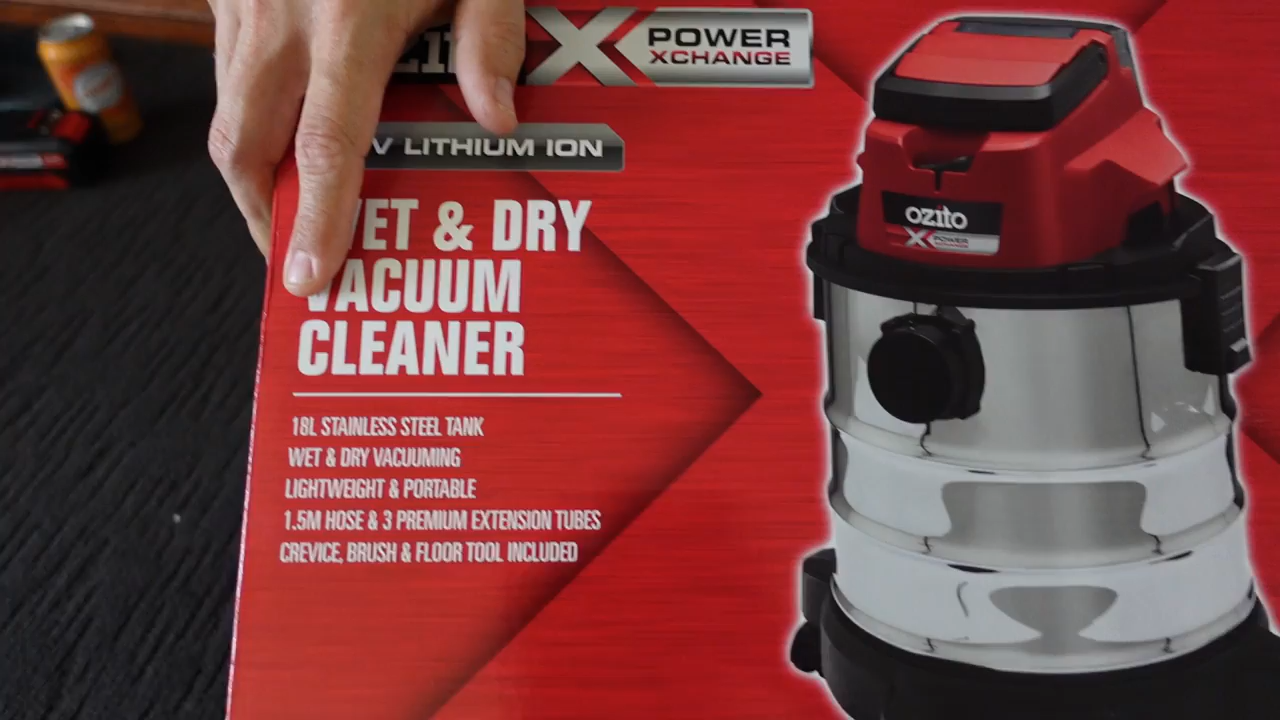 POWER
XCHANGE
V LITHIUM ION
WET & DRY
VACUUM
CLEANER
18L STAINLESS STEEL TANK
WET & DRY VACUUMING
LIGHTWEIGHT & PORTABLE
1.5M HOSE & 3 PREMIUM EXTENSION TUBES
CREVICE, BRUSH & FLOOR TOOL INCLUDED
ozito
X POWER
XCHANGE